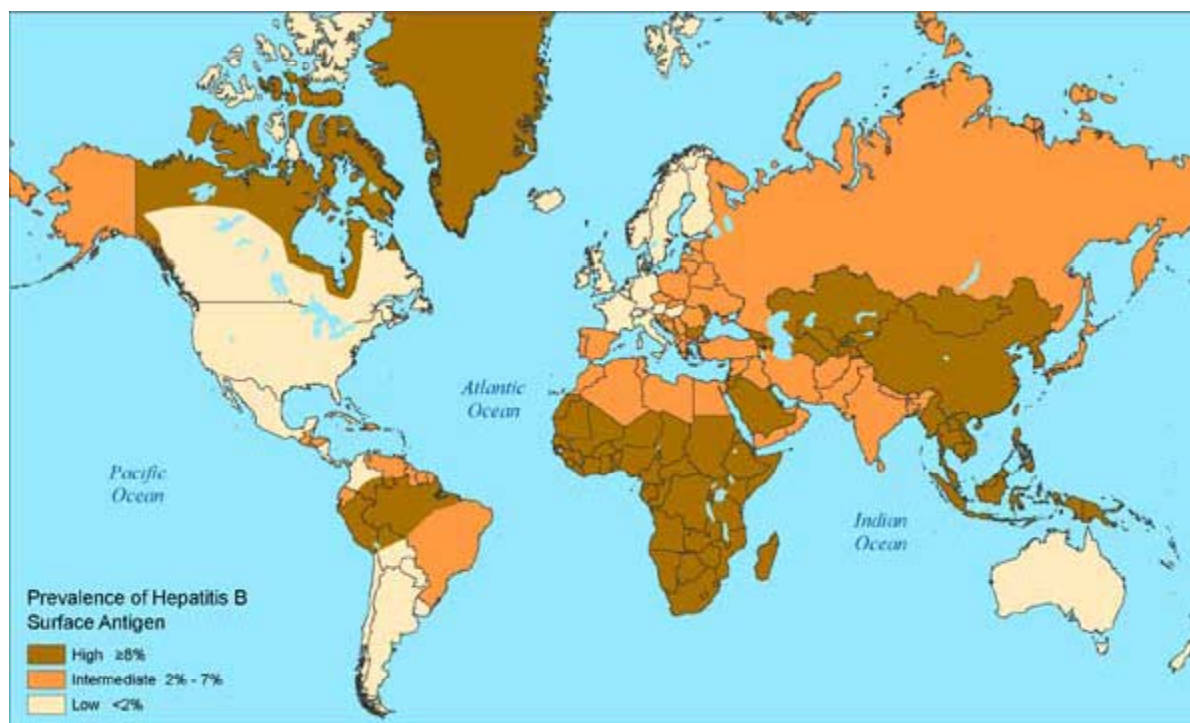 Atlantic
Ocean
Pacific
Ocean
Indian
Ocean
Prevalence of Hepatitis B
Surface Antigen
High ≥8%
Intermediate 2% - 7%
Low <2%